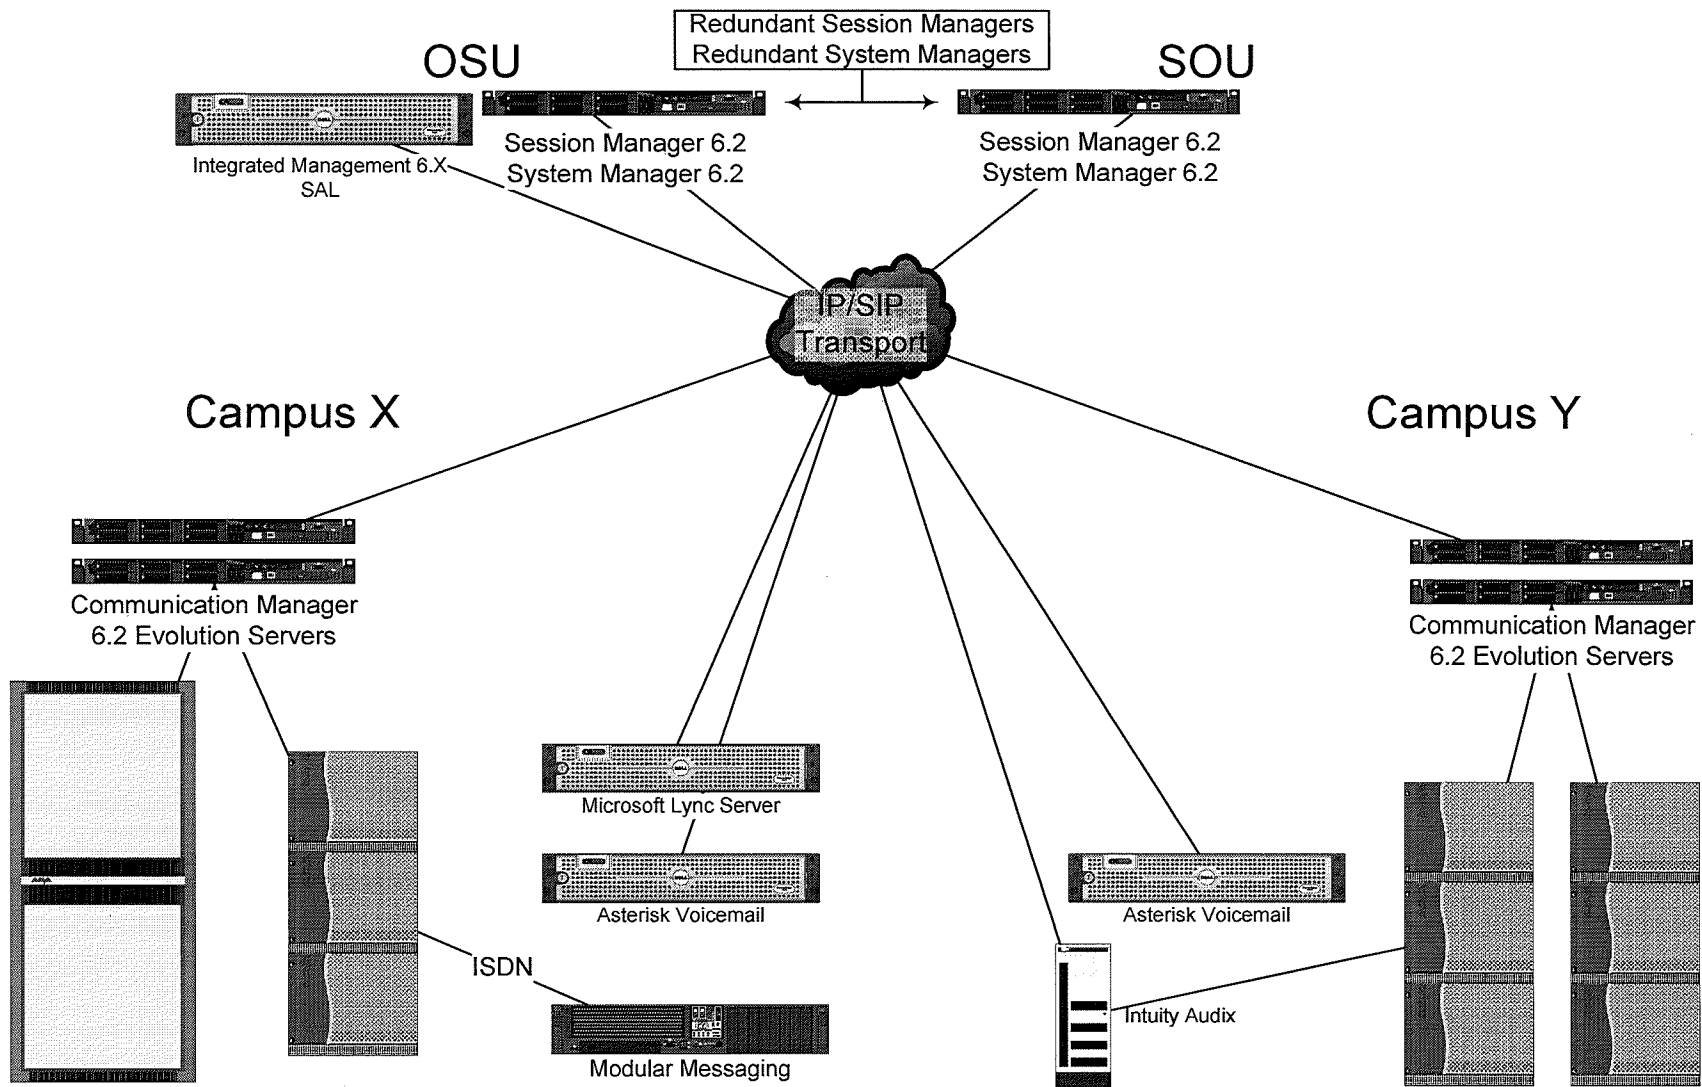 Redundant Session Managers
Redundant System Managers
OSU
SOU
Session Manager 6.2
System Manager 6.2
Session Manager 6.2
System Manager 6.2
Integrated Management 6.X
SAL
IP/SIP
Transport
Campus X
Campus Y
Communication Manager
6.2 Evolution Servers
Communication Manager
6.2 Evolution Servers
Microsoft Lync Server
Asterisk Voicemail
Asterisk Voicemail
ISDN
Intuity Audix
Modular Messaging